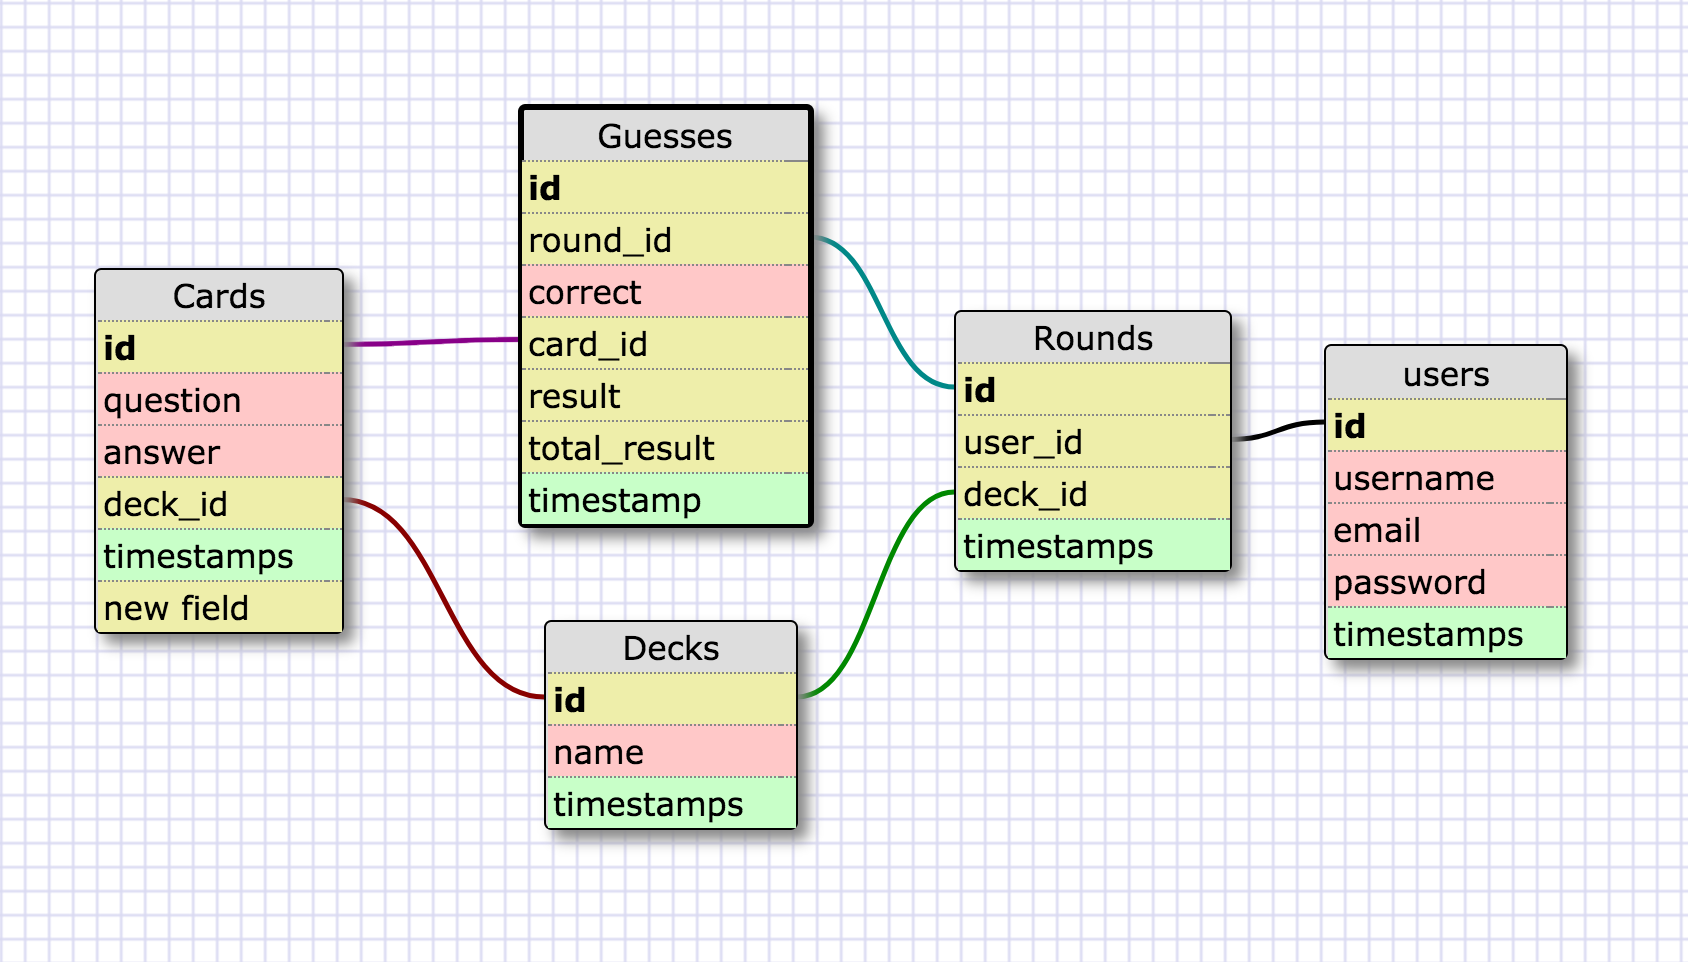 Guesses
id
round_id
correct
card_id
result
total_result
timestamp
Cards
id
question
answer
deck_id
timestamps
new field
Decks
id
name
timestamps
Rounds
id
user_id
deck_id
timestamps
users
id
username
email
password
timestamps